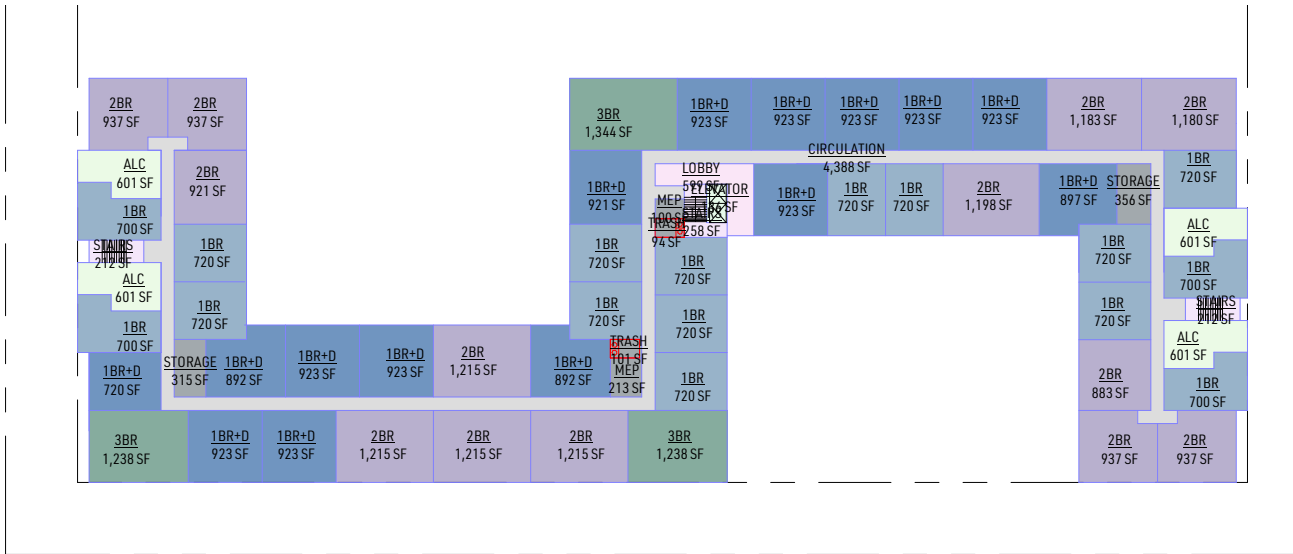 2BR
937 SF
2BR
937 SF
3BR
1,344 SF
1BR+D
923 SF
1BR+D
923 SF
1BR+D
923 SF
1BR+D
923 SF
1BR+D
923 SF
2BR
1,183 SF
2BR
1,180 SF
CIRCULATION
4,388 SF
ALC
601 SF
2BR
921 SF
1BR
700 SF
1BR+D
921 SF
LOBBY
599 SF
ELEVATOR
MEP
100 SF
STAIRS
258 SF
TRASH
94 SF
1BR+D
923 SF
1BR
720 SF
1BR
720 SF
2BR
1,198 SF
1BR+D
897 SF
STORAGE
356 SF
1BR
720 SF
ALC
601 SF
1BR
700 SF
STAIRS
212 SF
1BR
720 SF
1BR
720 SF
1BR
720 SF
1BR
720 SF
STAIRS
212 SF
ALC
601 SF
1BR
700 SF
1BR
720 SF
1BR
720 SF
1BR
720 SF
1BR
720 SF
ALC
601 SF
1BR
700 SF
1BR+D
720 SF
STORAGE
315 SF
1BR+D
892 SF
1BR+D
923 SF
1BR+D
923 SF
2BR
1,215 SF
1BR+D
892 SF
TRASH
101 SF
MEP
213 SF
1BR
720 SF
2BR
883 SF
3BR
1,238 SF
1BR+D
923 SF
1BR+D
923 SF
2BR
1,215 SF
2BR
1,215 SF
2BR
1,215 SF
3BR
1,238 SF
2BR
937 SF
2BR
937 SF